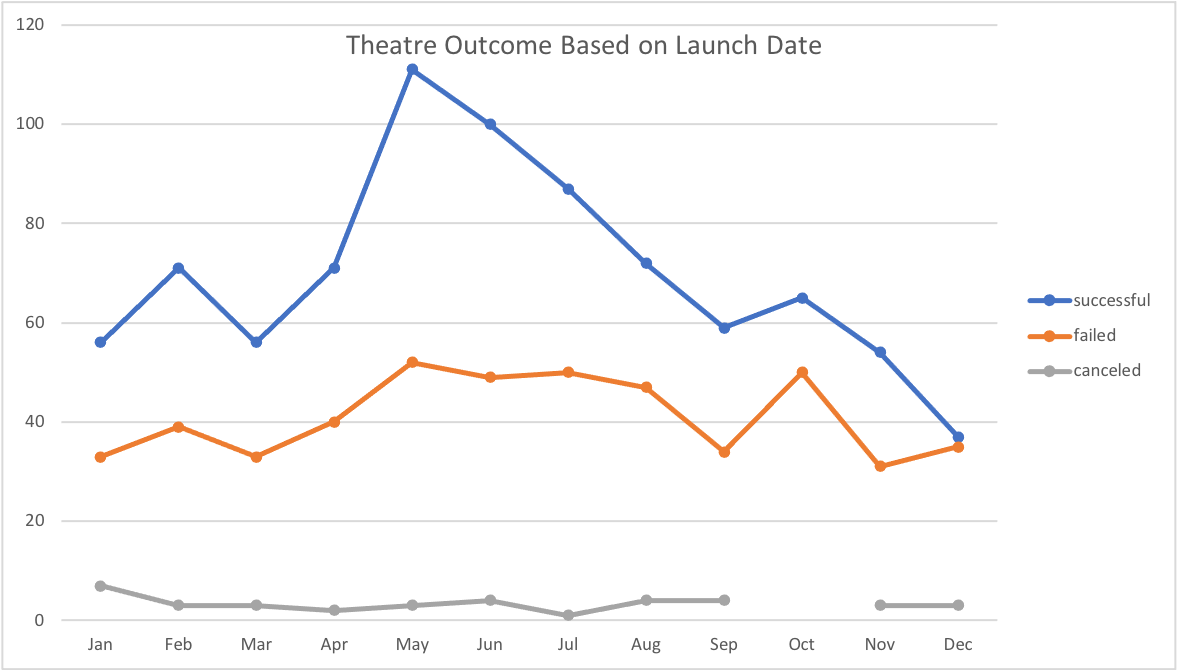 Theatre Outcome Based on Launch Date
120
100
80
60
40
20
0
Jan Feb Mar Apr May Jun Jul Aug Sep Oct Nov Dec
successful
failed
canceled